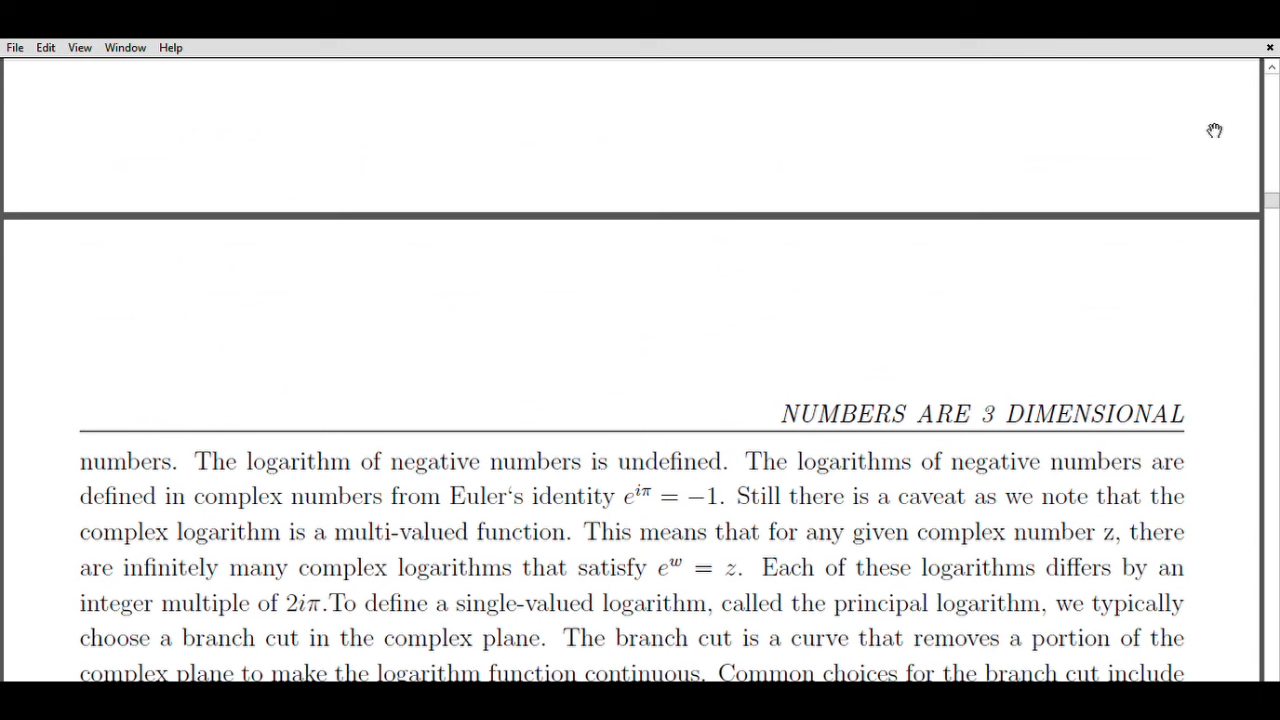 File Edit View Window Help
NUMBERS ARE 3 DIMENSIONAL
numbers. The logarithm of negative numbers is undefined. The logarithms of negative numbers are
defined in complex numbers from Euler‘s identity e^{iπ} = −1. Still there is a caveat as we note that the
complex logarithm is a multi-valued function. This means that for any given complex number z, there
are infinitely many complex logarithms that satisfy e^w = z. Each of these logarithms differs by an
integer multiple of 2iπ.To define a single-valued logarithm, called the principal logarithm, we typically
choose a branch cut in the complex plane. The branch cut is a curve that removes a portion of the
complex plane to make the logarithm function continuous. Common choices for the branch cut include